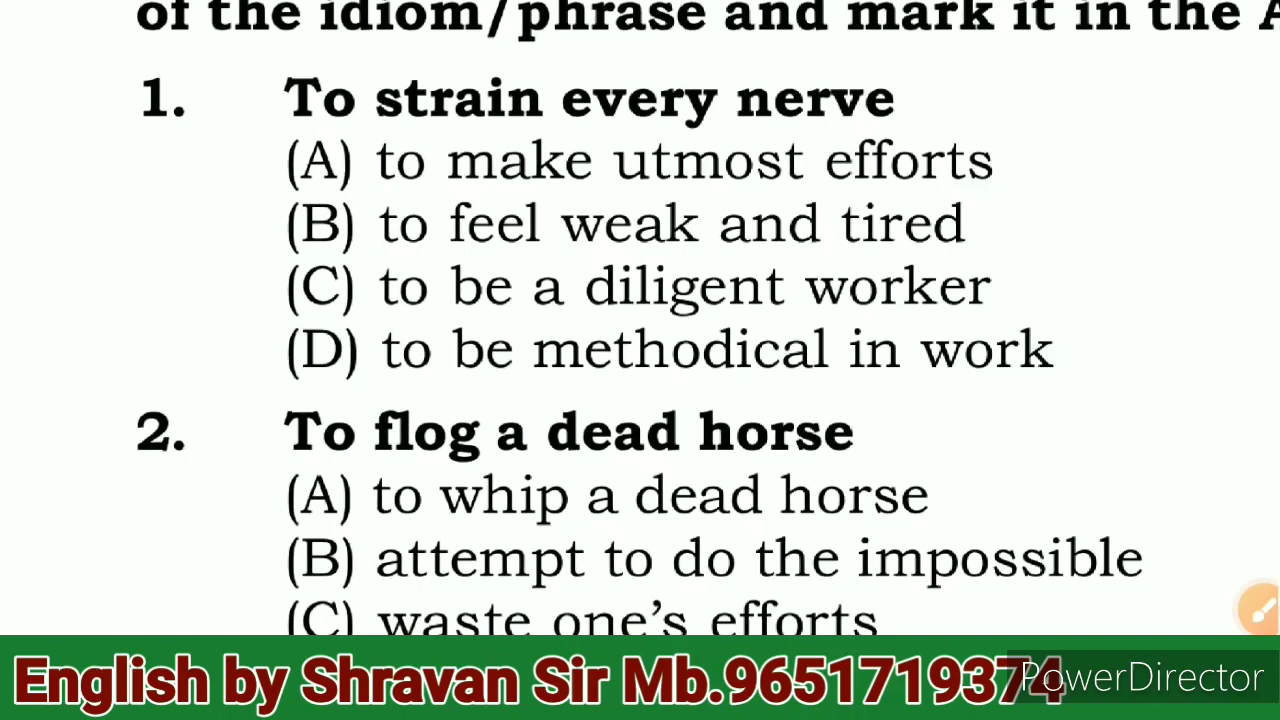 of the idiom/phrase and mark it in the A
1. To strain every nerve
(A) to make utmost efforts
(B) to feel weak and tired
(C) to be a diligent worker
(D) to be methodical in work
2. To flog a dead horse
(A) to whip a dead horse
(B) attempt to do the impossible
(C) waste one's efforts
English by Shravan Sir Mb.9651719374
PowerDirector